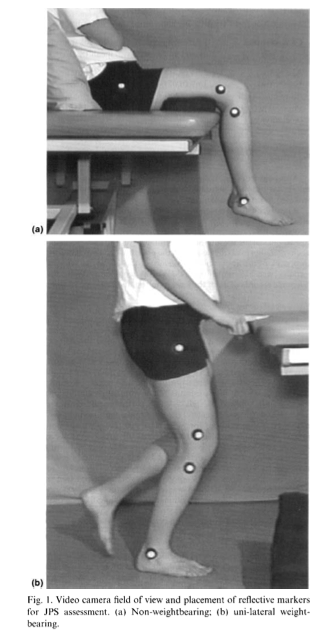 (a)
(b)
Fig. 1. Video camera field of view and placement of reflective markers
for JPS assessment. (a) Non-weightbearing; (b) uni-lateral weight-
bearing.